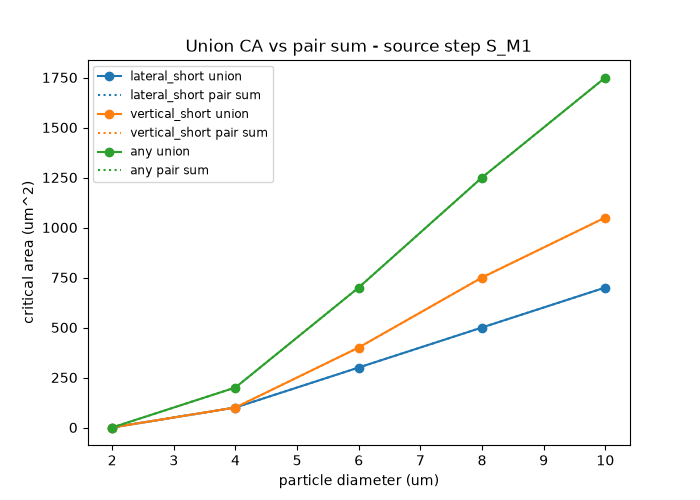 Union CA vs pair sum - source step S_M1
lateral_short union
lateral_short pair sum
vertical_short union
vertical_short pair sum
any union
any pair sum
1750
1500
1250
1000
750
500
250
0
critical area (um^2)
2 3 4 5 6 7 8 9 10
particle diameter (um)